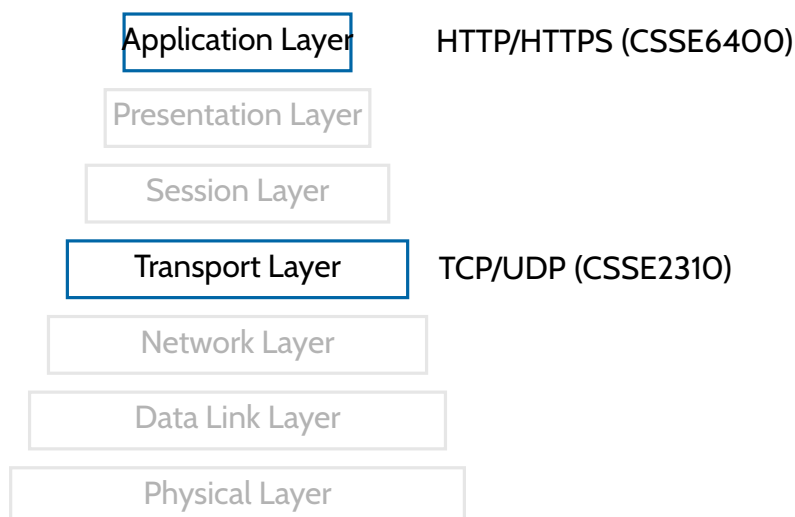 Application Layer HTTP/HTTPS (CSSE6400)
Presentation Layer
Session Layer
Transport Layer TCP/UDP (CSSE2310)
Network Layer
Data Link Layer
Physical Layer